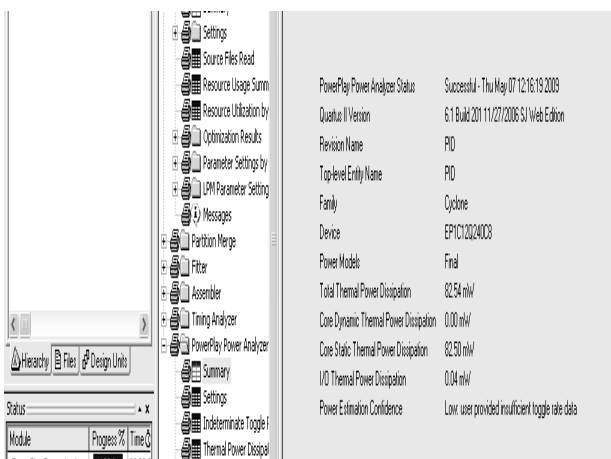 Summary
Settings
Source Files Read
Resource Usage Summ
Resource Utilization by
Optimization Results
Parameter Settings by
LPM Parameter Setting
Messages
Partition Merge
Fitter
Assembler
Timing Analyzer
PowerPlay Power Analyzer
Summary
Settings
Indeterminate Toggle R
Thermal Power Dissipat
Hierarchy Files Design Units
Status
Module Progress % Time
PowerPlay Power Analyzer Status Successful - Thu May 07 12:16:19 2009
Quartus II Version 6.1 Build 201 11/27/2006 SJ Web Edition
Revision Name PID
Top-level Entity Name PID
Family Cyclone
Device EP1C12Q240C8
Power Models Final
Total Thermal Power Dissipation 82.54 mW
Core Dynamic Thermal Power Dissipation 0.00 mW
Core Static Thermal Power Dissipation 82.50 mW
I/O Thermal Power Dissipation 0.04 mW
Power Estimation Confidence Low: user provided insufficient toggle rate data